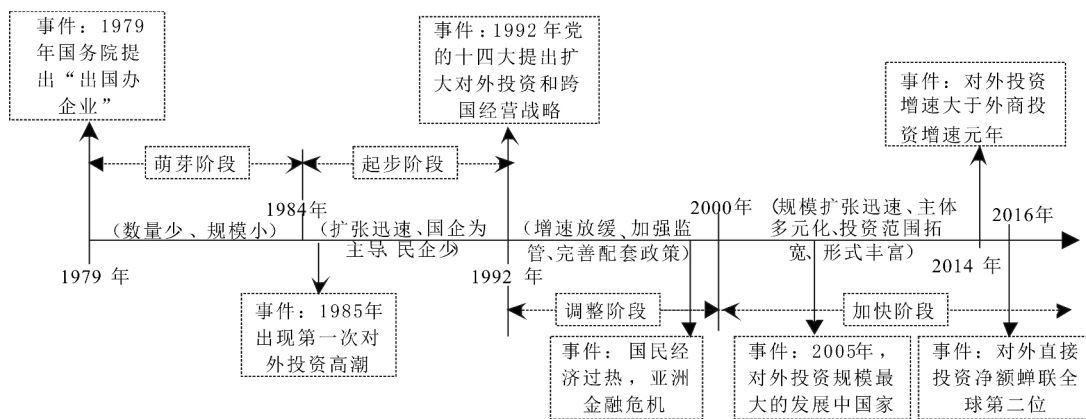 事件：1979
年国务院提
出“出国办
企业”
事件：1992年党
的十四大提出扩
大对外投资和跨
国经营战略
事件：对外投资
增速大于外商投
资增速元年
萌芽阶段
起步阶段
1984年
2000年
2016年
（数量少、规模小）
（扩张迅速、国企为
主导、民企少）
（增速放缓、加强监
管、完善配套政策）
（规模扩张迅速、主体
多元化、投资范围拓
宽、形式丰富）
1979 年
1992 年
2014 年
调整阶段
加快阶段
事件：1985年
出现第一次对
外投资高潮
事件：国民经
济过热，亚洲
金融危机
事件：2005年，
对外投资规模最
大的发展中国家
事件：对外直接
投资净额蝉联全
球第二位